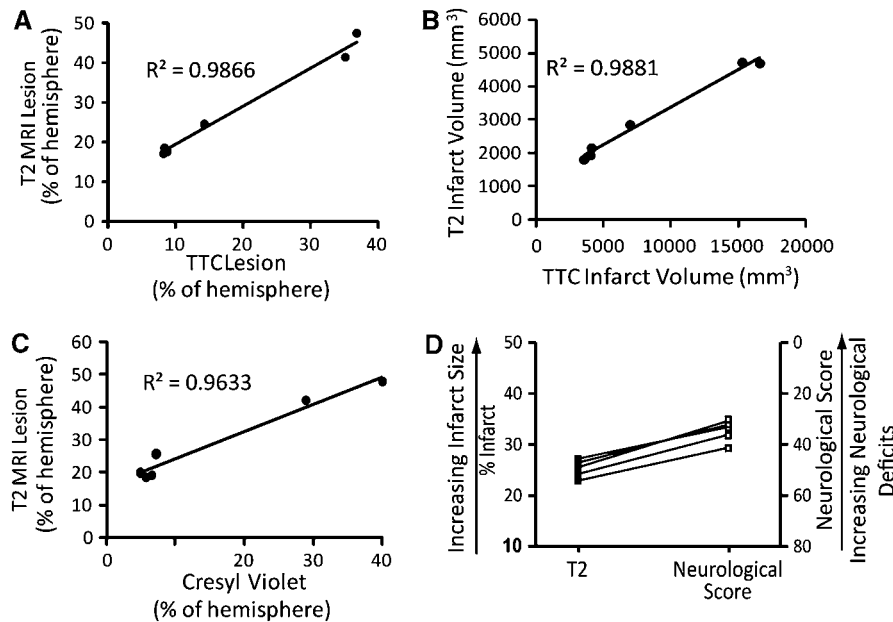 A
T2 MRI Lesion
(% of hemisphere)
50
40
30
20
10
0
R² = 0.9866
0 10 20 30 40
TTCLesion
(% of hemisphere)
B
T2 Infarct Volume (mm³)
6000
5000
4000
3000
2000
1000
0
R² = 0.9881
0 5000 10000 15000 20000
TTC Infarct Volume (mm³)
C
T2 MRI Lesion
(% of hemisphere)
60
50
40
30
20
10
0
R² = 0.9633
0 10 20 30 40
Cresyl Violet
(% of hemisphere)
D
Increasing Infarct Size
% Infarct
50
40
30
20
10
0
20
40
60
80
Neurological Score
Increasing Neurological
Deficits
T2
Neurological
Score